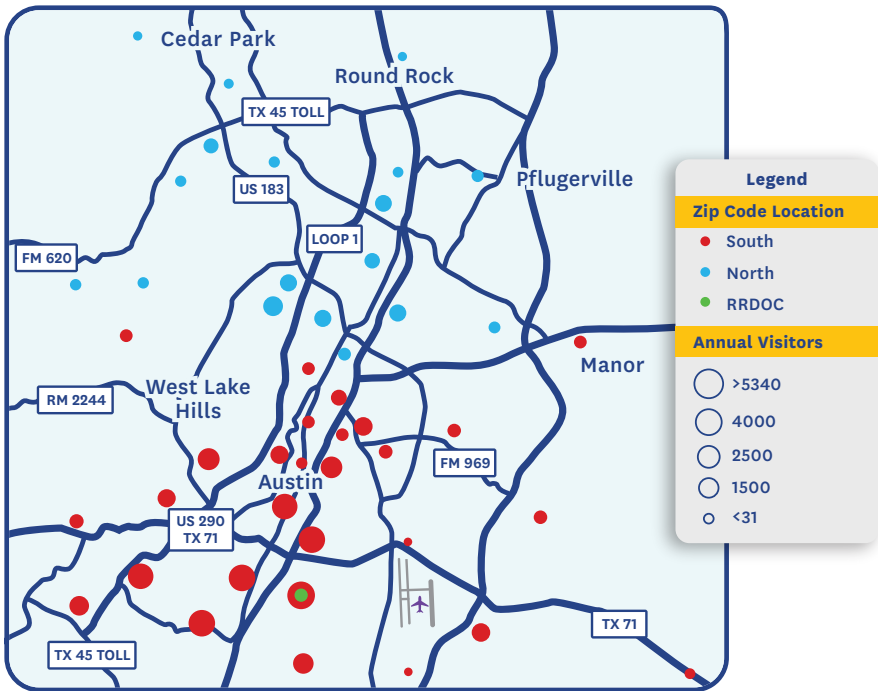 Cedar Park
Round Rock
TX 45 TOLL
US 183
Pflugerville
LOOP 1
FM 620
Manor
West Lake
Hills
RM 2244
FM 969
Austin
US 290
TX 71
TX 71
TX 45 TOLL
Legend
Zip Code Location
South
North
RRDOC
Annual Visitors
>5340
4000
2500
1500
<31